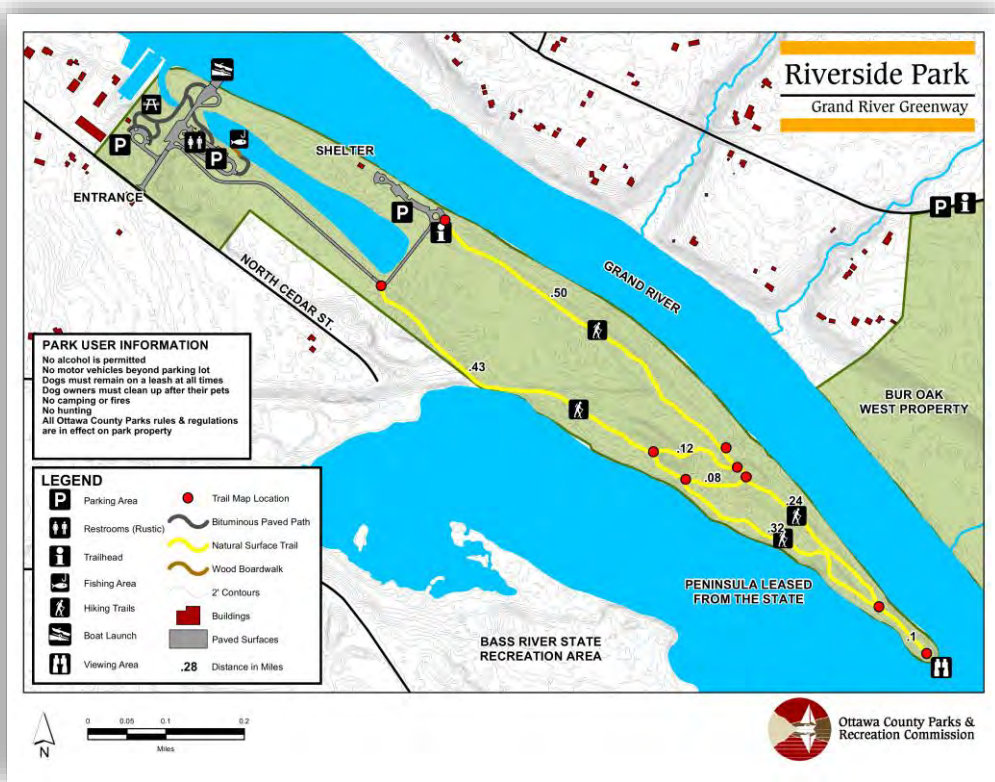 Riverside Park
Grand River Greenway
SHELTER
P
P
P
P
ENTRANCE
NORTH CEDAR ST.
GRAND RIVER
.50
.43
BUR OAK
WEST PROPERTY
.12
.08
.24
.32
PENINSULA LEASED
FROM THE STATE
.1
BASS RIVER STATE
RECREATION AREA
PARK USER INFORMATION
No alcohol is permitted
No motor vehicles beyond parking lot
Dogs must remain on a leash at all times
Dog owners must clean up after their pets
No camping or fires
No hunting
All Ottawa County Parks rules & regulations
are in effect on park property
LEGEND
P Parking Area
Restrooms (Rustic)
Trailhead
Fishing Area
Hiking Trails
Boat Launch
Viewing Area
Trail Map Location
Bituminous Paved Path
Natural Surface Trail
Wood Boardwalk
2' Contours
Buildings
Paved Surfaces
.28 Distance in Miles
N
0 0.05 0.1 0.2
Miles
Ottawa County Parks &
Recreation Commission